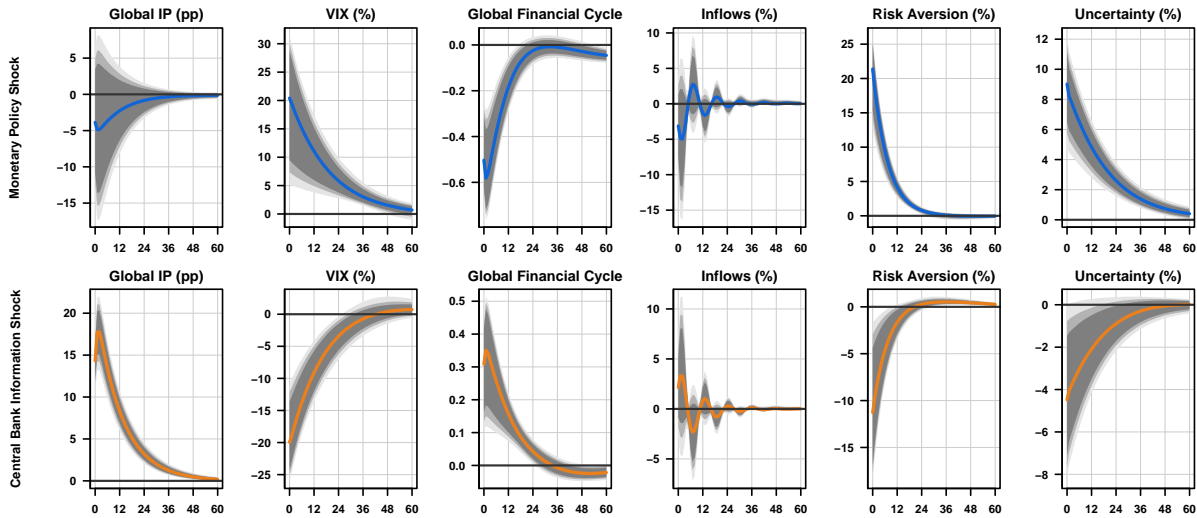 Global IP (pp) VIX (%) Global Financial Cycle Inflows (%) Risk Aversion (%) Uncertainty (%)
Monetary Policy Shock
5 0 −5 −10 −15
0 12 24 36 48 60
30 25 20 15 10 5 0
0 12 24 36 48 60
0.0 −0.2 −0.4 −0.6
0 12 24 36 48 60
10 5 0 −5 −10 −15
0 12 24 36 48 60
25 20 15 10 5 0
0 12 24 36 48 60
12 10 8 6 4 2 0
0 12 24 36 48 60
Global IP (pp) VIX (%) Global Financial Cycle Inflows (%) Risk Aversion (%) Uncertainty (%)
Central Bank Information Shock
20 15 10 5 0
0 12 24 36 48 60
0 −5 −10 −15 −20 −25
0 12 24 36 48 60
0.5 0.4 0.3 0.2 0.1 0.0
0 12 24 36 48 60
10 5 0 −5
0 12 24 36 48 60
0 −5 −10 −15
0 12 24 36 48 60
0 −2 −4 −6 −8
0 12 24 36 48 60